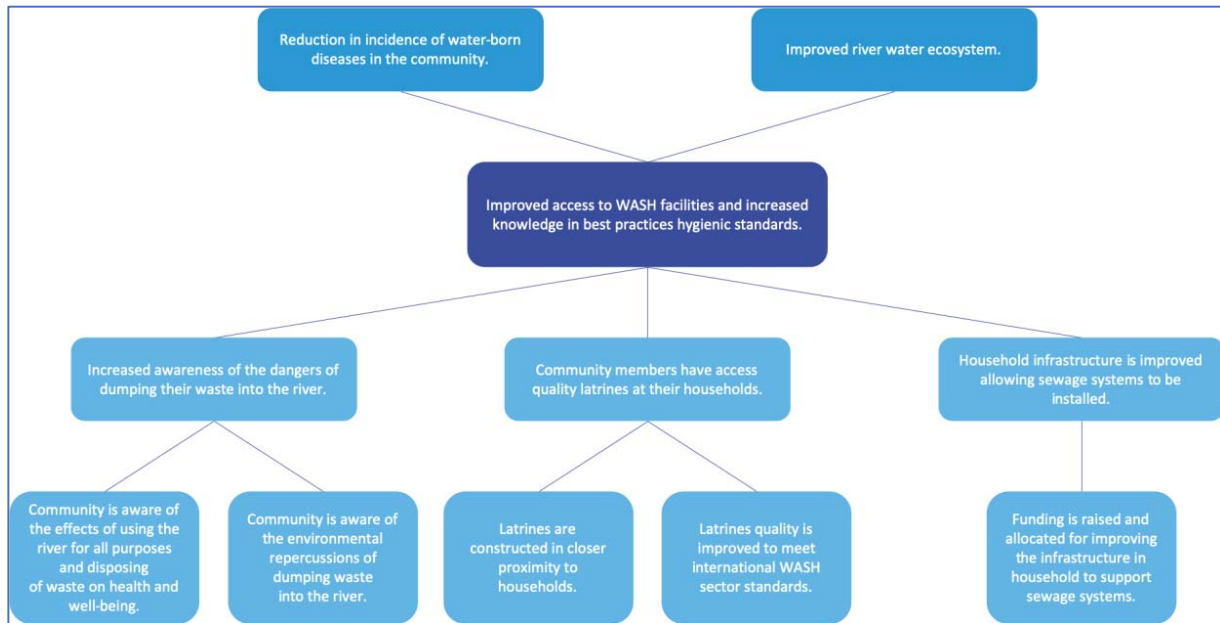 Reduction in incidence of water-born
diseases in the community.
Improved river water ecosystem.
Improved access to WASH facilities and increased
knowledge in best practices hygienic standards.
Increased awareness of the dangers of
dumping their waste into the river.
Community members have access
quality latrines at their households.
Household infrastructure is improved
allowing sewage systems to be
installed.
Community is aware of
the effects of using the
river for all purposes
and disposing
of waste on health and
well-being.
Community is aware of
the environmental
repercussions of
dumping waste
into the river.
Latrines are
constructed in closer
proximity to
households.
Latrines quality is
improved to meet
international WASH
sector standards.
Funding is raised and
allocated for improving
the infrastructure in
household to support
sewage systems.